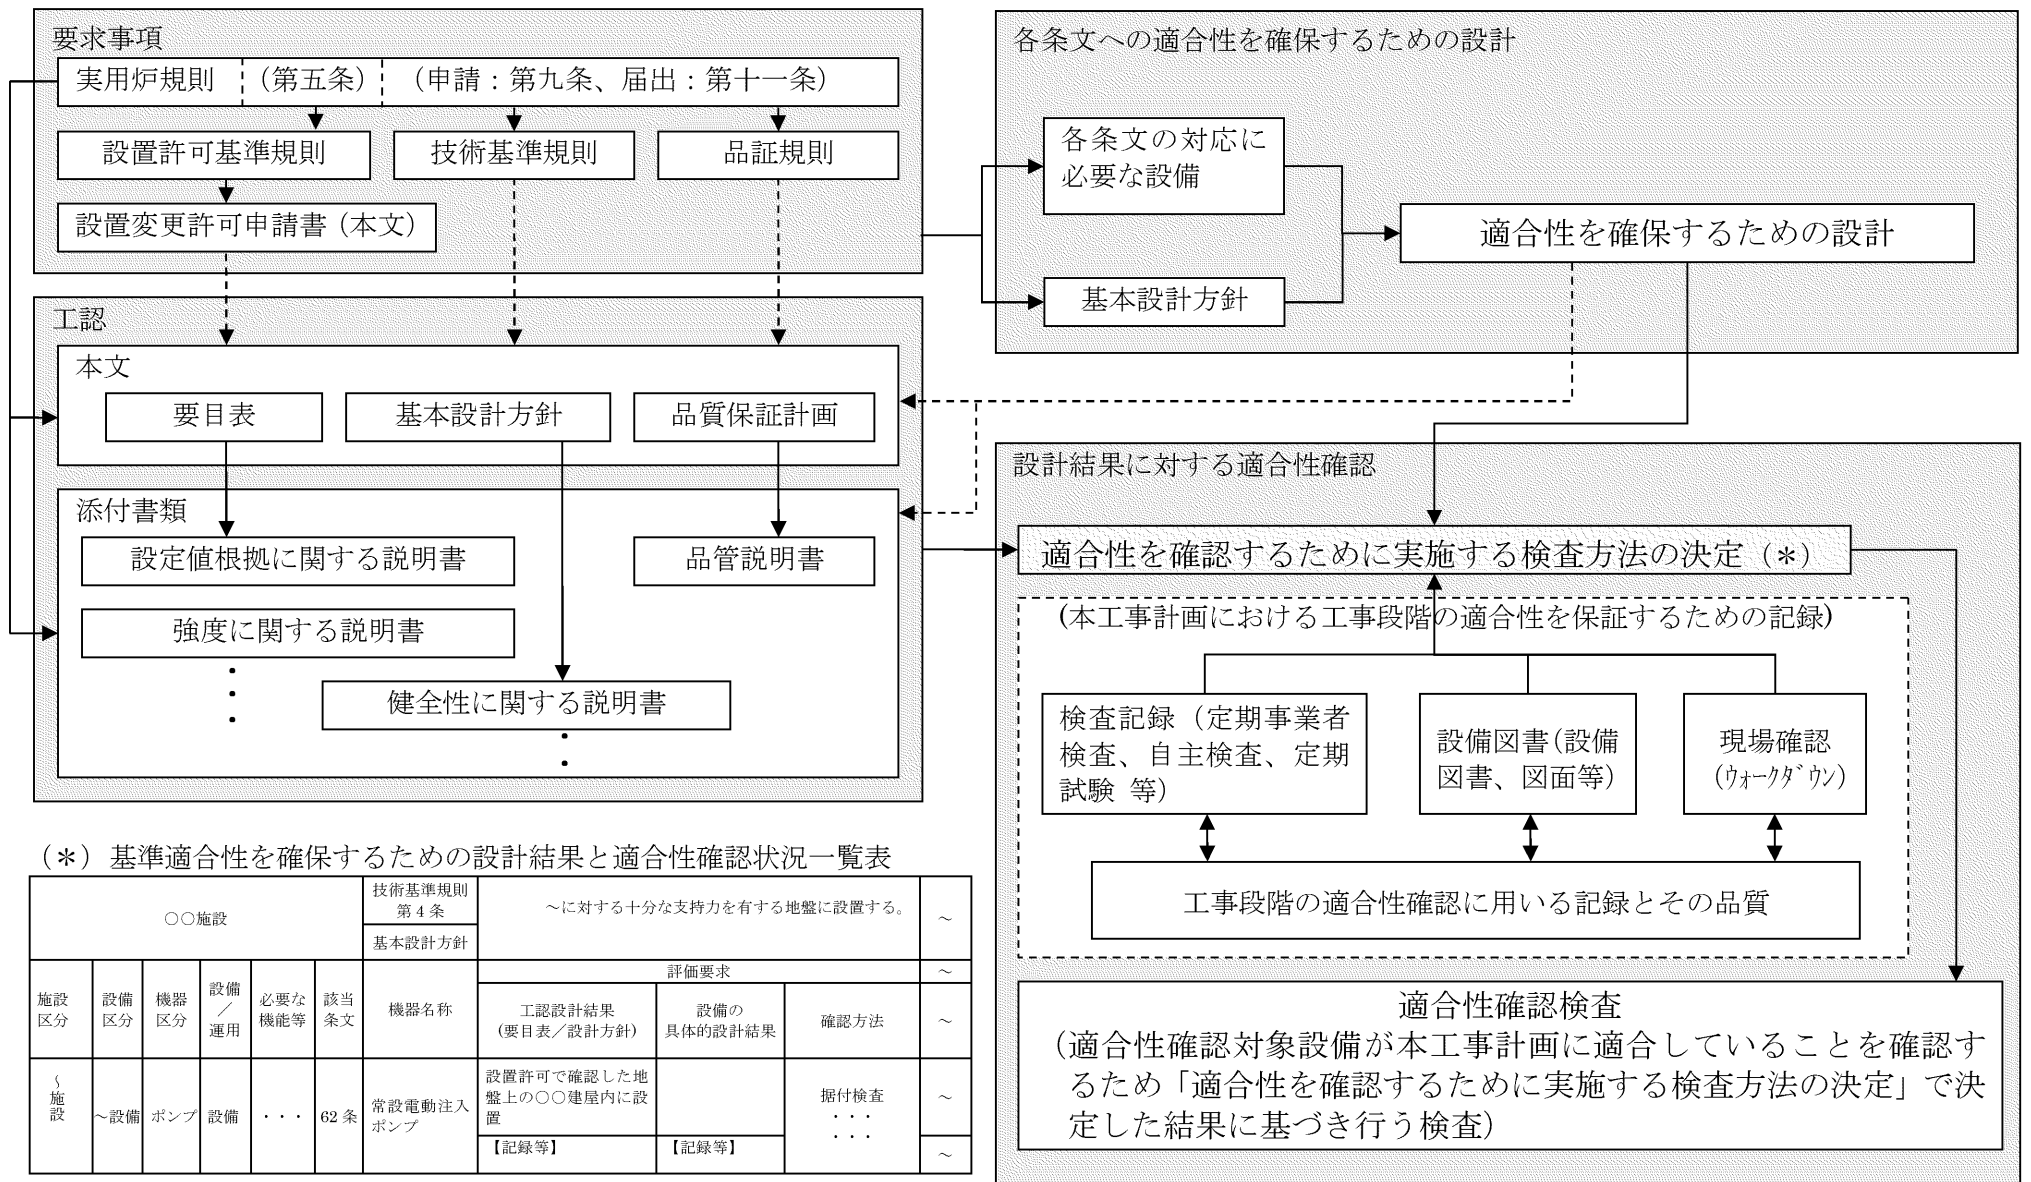 要求事項
実用炉規則 （第五条） （申請：第九条、届出：第十一条）
設置許可基準規則
技術基準規則
品証規則
設置変更許可申請書（本文）
工認
本文
要目表
基本設計方針
品質保証計画
添付書類
設定値根拠に関する説明書
品管説明書
強度に関する説明書
・
・
・
健全性に関する説明書
・
・
各条文への適合性を確保するための設計
各条文の対応に
必要な設備
基本設計方針
適合性を確保するための設計
設計結果に対する適合性確認
適合性を確認するために実施する検査方法の決定（＊）
(本工事計画における工事段階の適合性を保証するための記録)
検査記録（定期事業者
検査、自主検査、定期
試験 等）
設備図書（設備
図書、図面等）
現場確認
（ｳｫｰｸﾀﾞｳﾝ）
工事段階の適合性確認に用いる記録とその品質
適合性確認検査
（適合性確認対象設備が本工事計画に適合していることを確認す
るため「適合性を確認するために実施する検査方法の決定」で決
定した結果に基づき行う検査）
（＊）基準適合性を確保するための設計結果と適合性確認状況一覧表
○○施設
技術基準規則
第４条
基本設計方針
～に対する十分な支持力を有する地盤に設置する。
～
施設
区分
設備
区分
機器
区分
設備
／
運用
必要な
機能等
該当
条文
機器名称
評価要求
～
工認設計結果
(要目表／設計方針)
設備の
具体的設計結果
確認方法
～
～施設
～設備
ポンプ
設備
・・・
62 条
常設電動注入
ポンプ
設置許可で確認した地
盤上の○○建屋内に設
置
【記録等】
【記録等】
据付検査
・・・
・・・
～
～